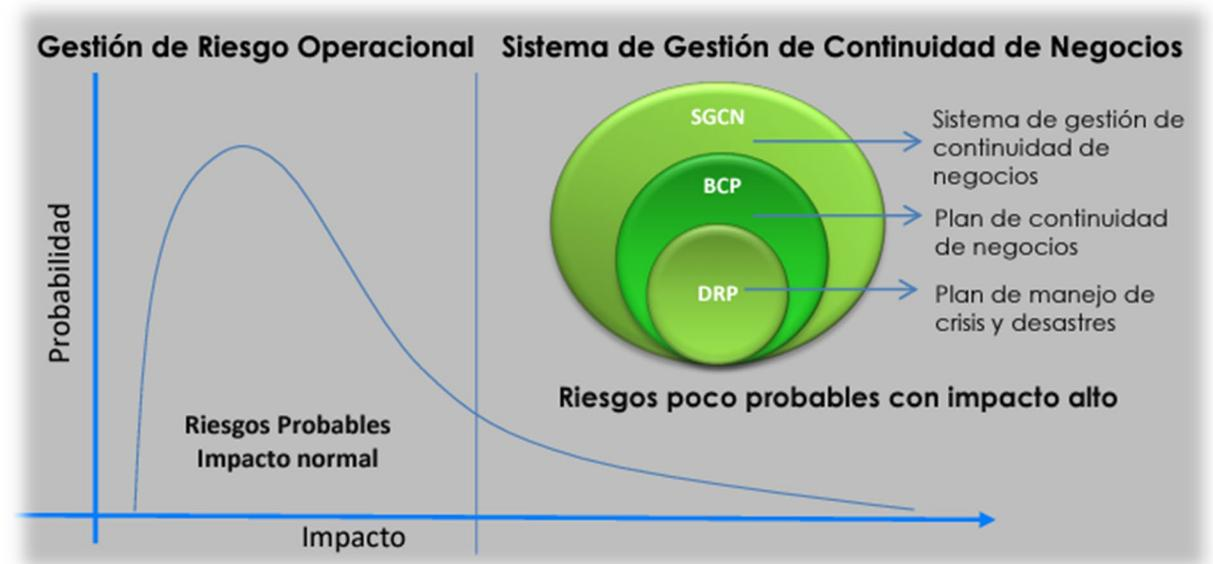 Gestión de Riesgo Operacional
Sistema de Gestión de Continuidad de Negocios
Probabilidad
Riesgos Probables
Impacto normal
Impacto
SGCN
BCP
DRP
Sistema de gestión de
continuidad de
negocios
Plan de continuidad
de negocios
Plan de manejo de
crisis y desastres
Riesgos poco probables con impacto alto